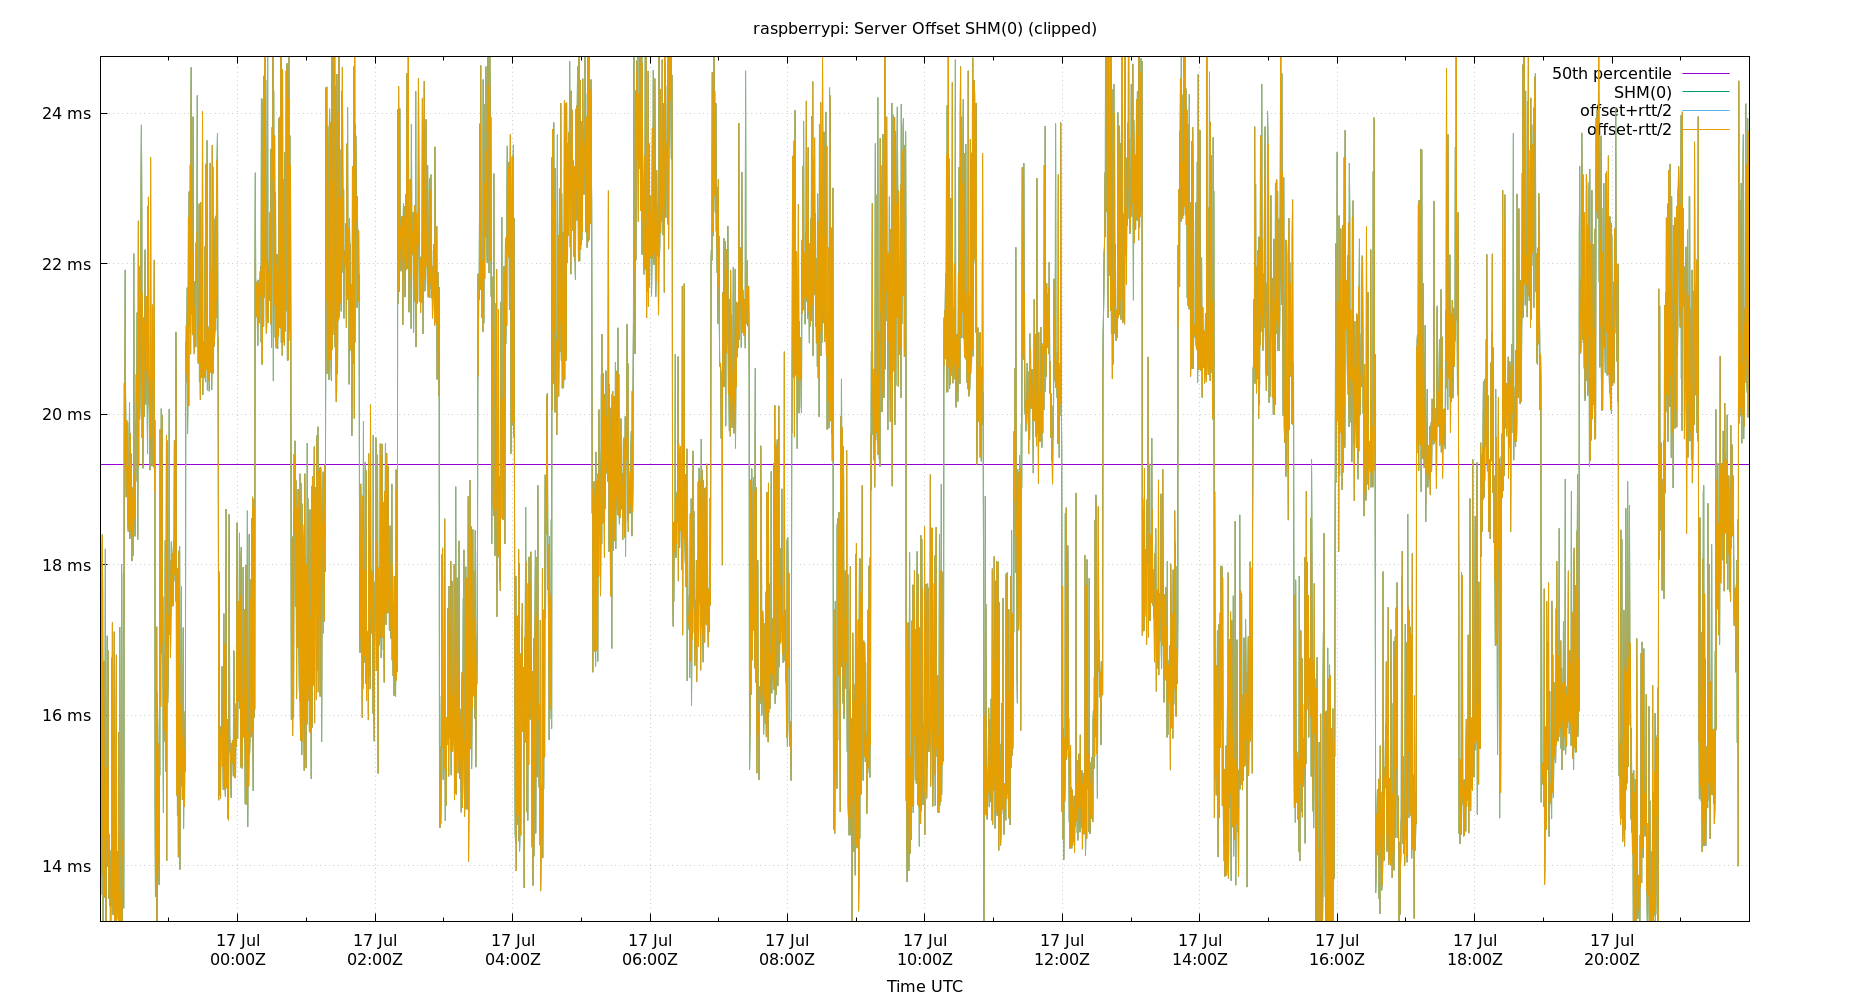 raspberrypi: Server Offset SHM(0) (clipped)
50th percentile
SHM(0)
offset+rtt/2
offset-rtt/2
24 ms
22 ms
20 ms
18 ms
16 ms
14 ms
17 Jul 17 Jul 17 Jul 17 Jul 17 Jul 17 Jul 17 Jul 17 Jul 17 Jul 17 Jul 17 Jul
00:00Z 02:00Z 04:00Z 06:00Z 08:00Z 10:00Z 12:00Z 14:00Z 16:00Z 18:00Z 20:00Z
Time UTC